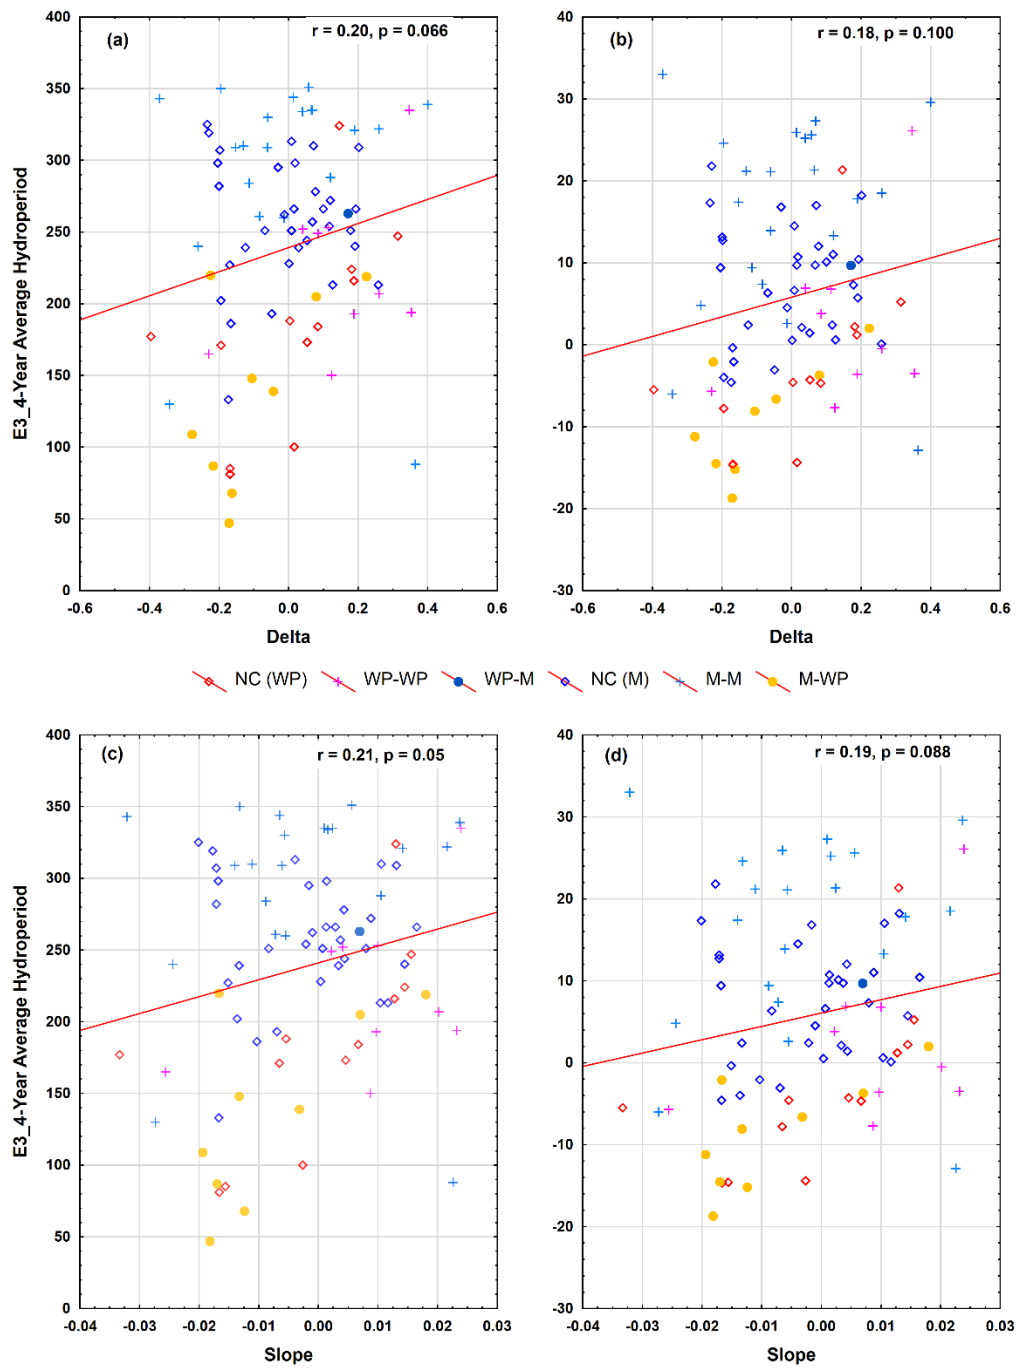 (a)
r = 0.20, p = 0.066
E3_4-Year Average Hydroperiod
400
350
300
250
200
150
100
50
0
-0.6 -0.4 -0.2 0.0 0.2 0.4 0.6
Delta
(b)
r = 0.18, p = 0.100
40
30
20
10
0
-10
-20
-30
-0.6 -0.4 -0.2 0.0 0.2 0.4 0.6
Delta
NC (WP) WP-WP WP-M NC (M) M-M M-WP
(c)
r = 0.21, p = 0.05
E3_4-Year Average Hydroperiod
400
350
300
250
200
150
100
50
0
-0.04 -0.03 -0.02 -0.01 0.00 0.01 0.02 0.03
Slope
(d)
r = 0.19, p = 0.088
40
30
20
10
0
-10
-20
-30
-0.04 -0.03 -0.02 -0.01 0.00 0.01 0.02 0.03
Slope